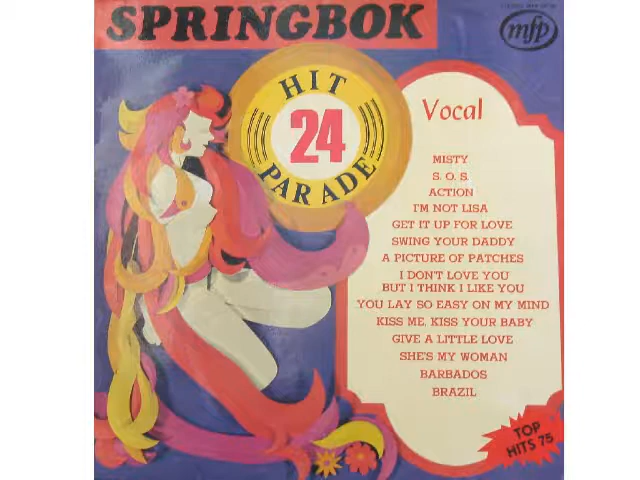 SPRINGBOK
mfp
HIT
24
PARADE
Vocal
MISTY
S. O. S.
ACTION
I'M NOT LISA
GET IT UP FOR LOVE
SWING YOUR DADDY
A PICTURE OF PATCHES
I DON'T LOVE YOU
BUT I THINK I LIKE YOU
YOU LAY SO EASY ON MY MIND
KISS ME, KISS YOUR BABY
GIVE A LITTLE LOVE
SHE'S MY WOMAN
BARBADOS
BRAZIL
TOP
HITS 75